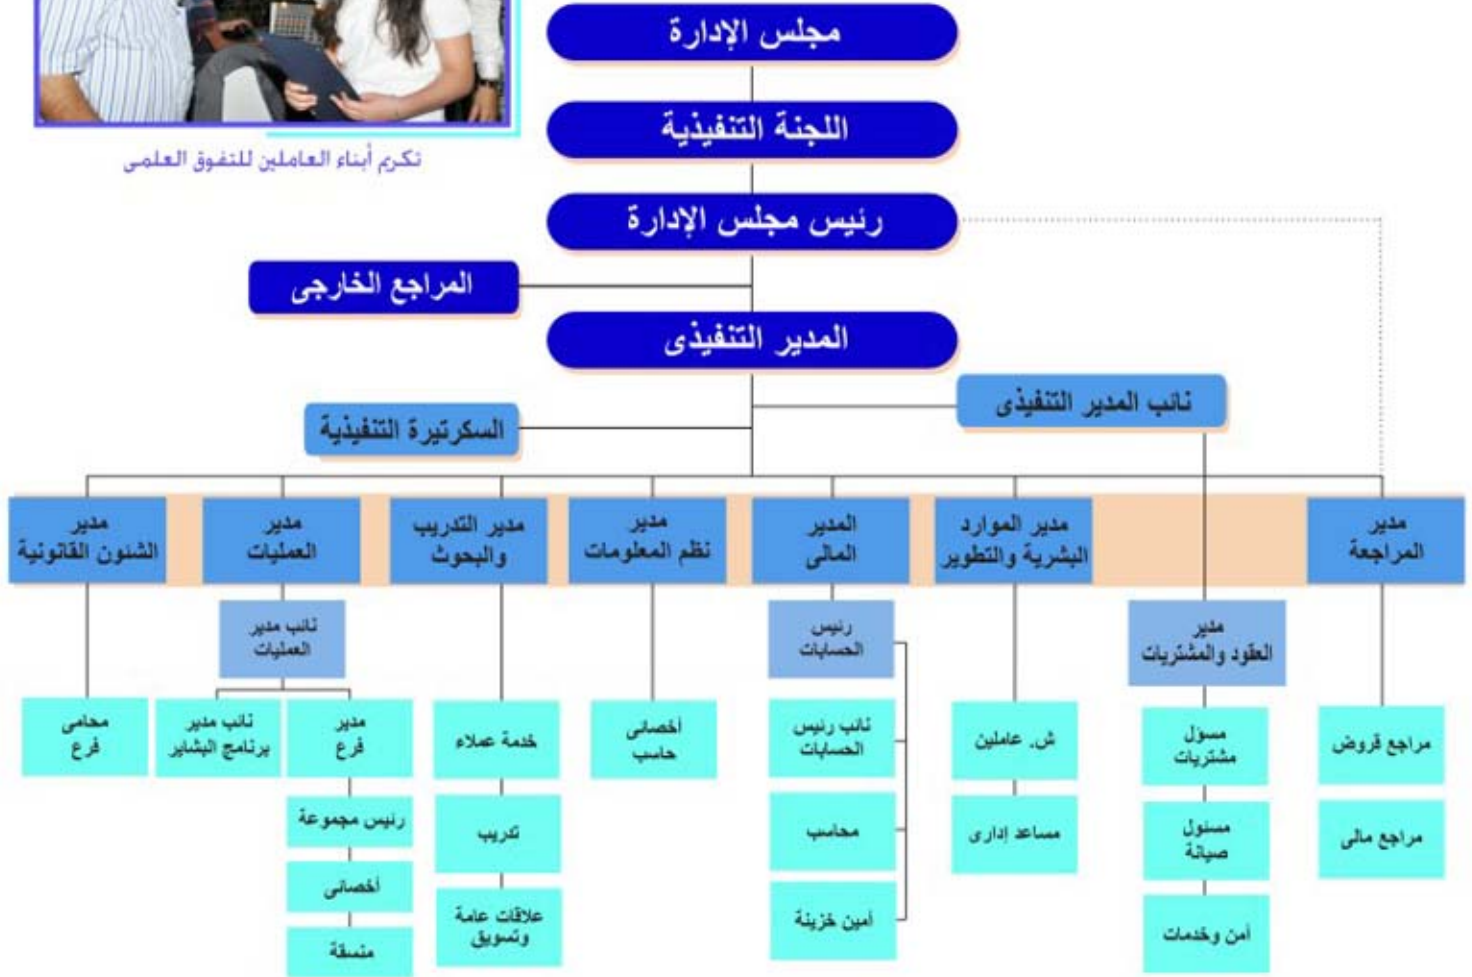 تكريم أبناء العاملين للتفوق العلمى
مجلس الإدارة
اللجنة التنفيذية
رئيس مجلس الإدارة
المراجع الخارجى
المدير التنفيذى
نائب المدير التنفيذى
السكرتيرة التنفيذية
مدير
المراجعة
مدير الموارد
البشرية والتطوير
المدير
المالى
مدير
نظم المعلومات
مدير التدريب
والبحوث
مدير
العمليات
مدير
الشئون القانونية
مدير
العقود والمشتريات
رئيس
الحسابات
نائب مدير
العمليات
مراجع قروض
مراجع مالى
مسؤل
مشتريات
مسئول
صيانة
أمن وخدمات
ش. عاملين
مساعد إدارى
نائب رئيس
الحسابات
محاسب
أمين خزينة
أخصائى
حاسب
خدمة عملاء
تدريب
علاقات عامة
وتسويق
مدير
فرع
رئيس مجموعة
أخصائى
منسقة
نائب مدير
برنامج البشاير
محامى
فرع